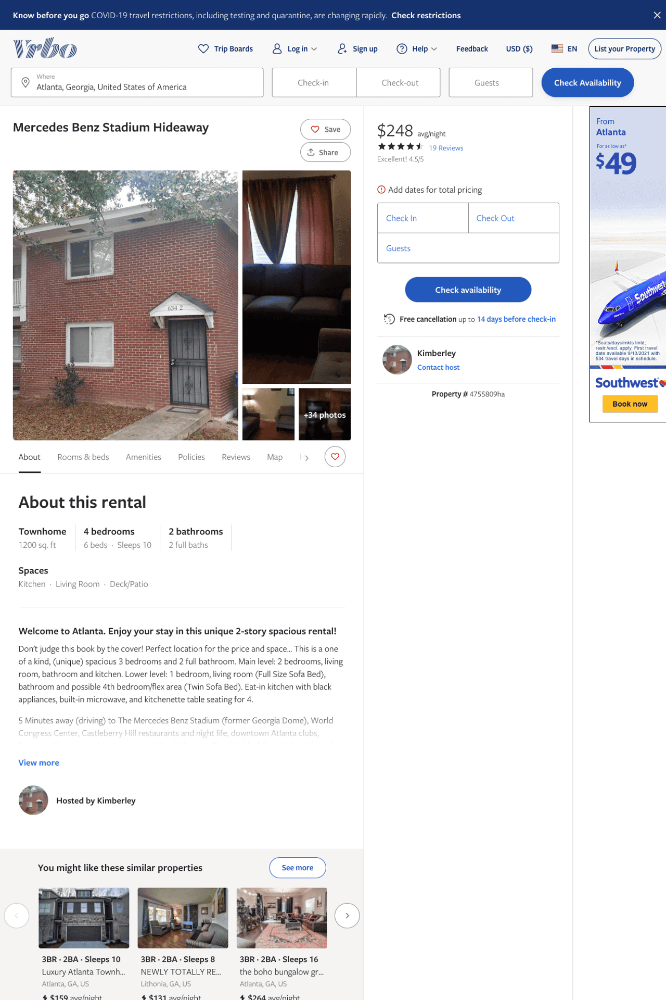 Know before you go COVID-19 travel restrictions, including testing and quarantine, are changing rapidly. Check restrictions
Vrbo
Trip Boards
Log in
Sign up
Help
Feedback
USD ($)
EN
List your Property
Where
Atlanta, Georgia, United States of America
Check-in
Check-out
Guests
Check Availability
Mercedes Benz Stadium Hideaway
Save
Share
634 2
+34 photos
$248 avg/night
19 Reviews
Excellent! 4.5/5
Add dates for total pricing
Check In
Check Out
Guests
Check availability
Free cancellation up to 14 days before check-in
Kimberley
Contact host
Property # 4755809ha
From
Atlanta
For as low as*
$49
Southwest
*Seats/days/mkts lmtd;
restr./excl. apply. First travel
date available 9/13/2021 with
534 travel days in schedule.
Southwest
Book now
About
Rooms & beds
Amenities
Policies
Reviews
Map
About this rental
Townhome
1200 sq. ft
4 bedrooms
6 beds · Sleeps 10
2 bathrooms
2 full baths
Spaces
Kitchen · Living Room · Deck/Patio
Welcome to Atlanta. Enjoy your stay in this unique 2-story spacious rental!
Don't judge this book by the cover! Perfect location for the price and space... This is a one
of a kind, (unique) spacious 3 bedrooms and 2 full bathroom. Main level: 2 bedrooms, living
room, bathroom and kitchen. Lower level: 1 bedroom, living room (Full Size Sofa Bed),
bathroom and possible 4th bedroom/flex area (Twin Sofa Bed). Eat-in kitchen with black
appliances, built-in microwave, and kitchenette table seating for 4.
5 Minutes away (driving) to The Mercedes Benz Stadium (former Georgia Dome), World
Congress Center, Castleberry Hill restaurants and night life, downtown Atlanta clubs,
View more
Hosted by Kimberley
You might like these similar properties
See more
3BR · 2BA · Sleeps 10
Luxury Atlanta Townh...
Atlanta, GA, US
$159 avg/night
3BR · 2BA · Sleeps 8
NEWLY TOTALLY RE...
Lithonia, GA, US
$131 avg/night
3BR · 2BA · Sleeps 16
the boho bungalow gr...
Atlanta, GA, US
$264 avg/night